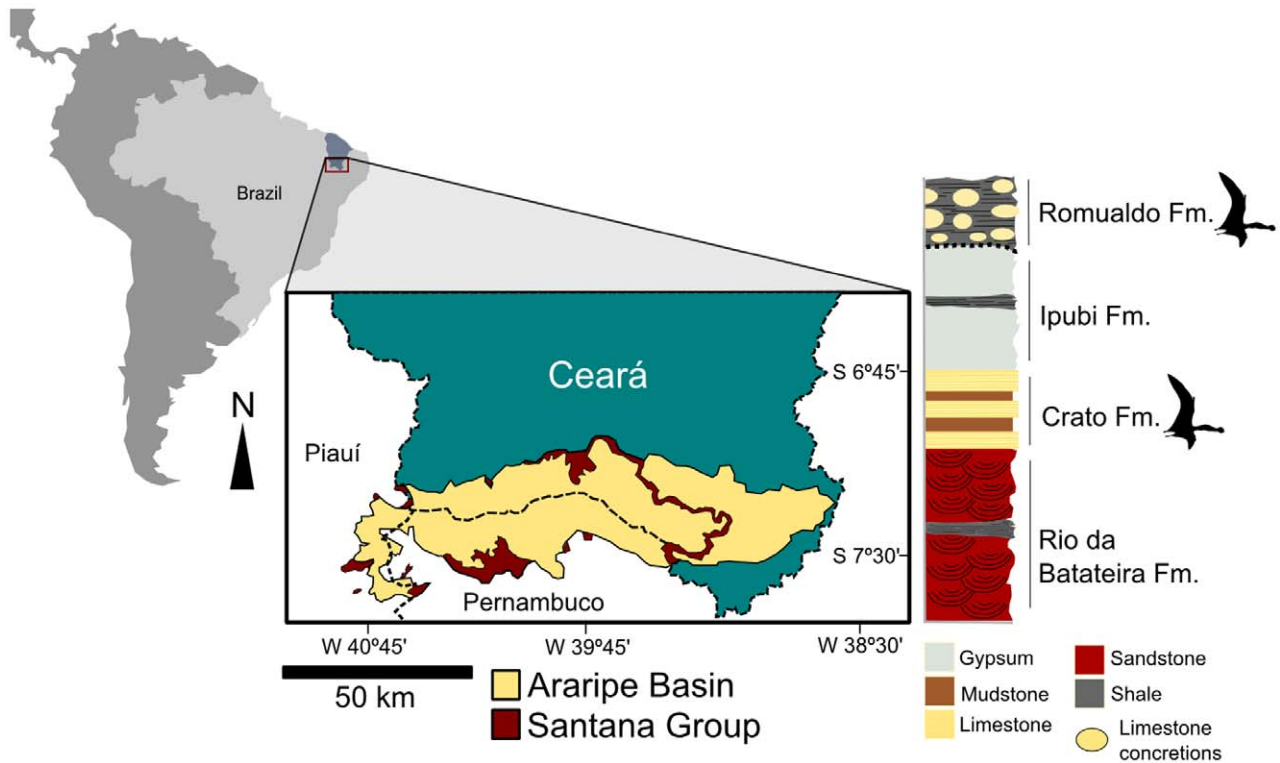 Brazil
N
Ceará
Piauí
Pernambuco
S 6º45'
S 7º30'
W 40º45'
W 39º45'
W 38º30'
50 km
Araripe Basin
Santana Group
Romualdo Fm.
Ipubi Fm.
Crato Fm.
Rio da
Batateira Fm.
Gypsum
Mudstone
Limestone
Sandstone
Shale
Limestone
concretions